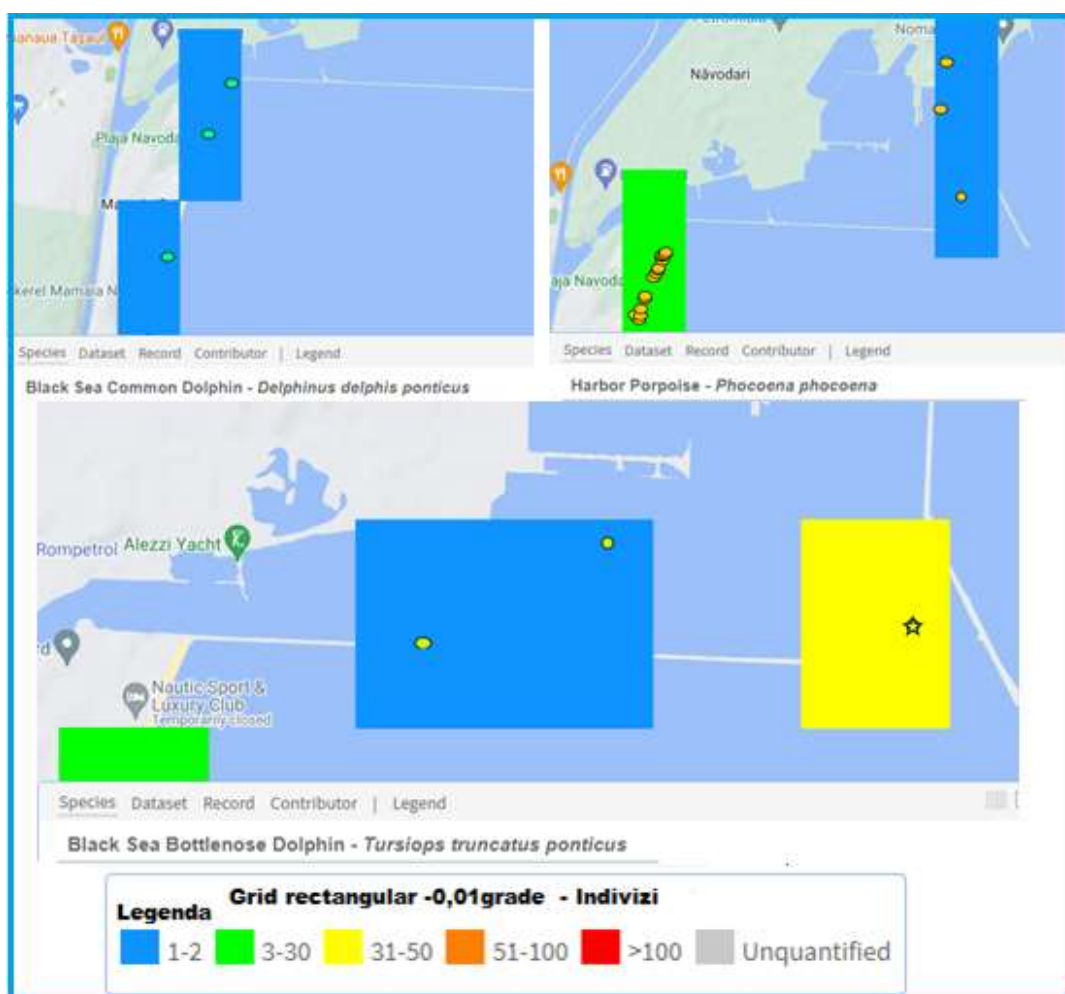 Plaja Navoda
Species Dataset Record Contributor | Legend
Black Sea Common Dolphin - Delphinus delphis ponticus
Năvodari
Species Dataset Record Contributor | Legend
Harbor Porpoise - Phocoena phocoena
Rompetrol
Alezzi Yacht
Nautic Sport &
Luxury Club
Temporarily closed
Species Dataset Record Contributor | Legend
Black Sea Bottlenose Dolphin - Tursiops truncatus ponticus
Grid rectangular -0,01grade - Indivizi
Legenda
1-2 3-30 31-50 51-100 >100 Unquantified